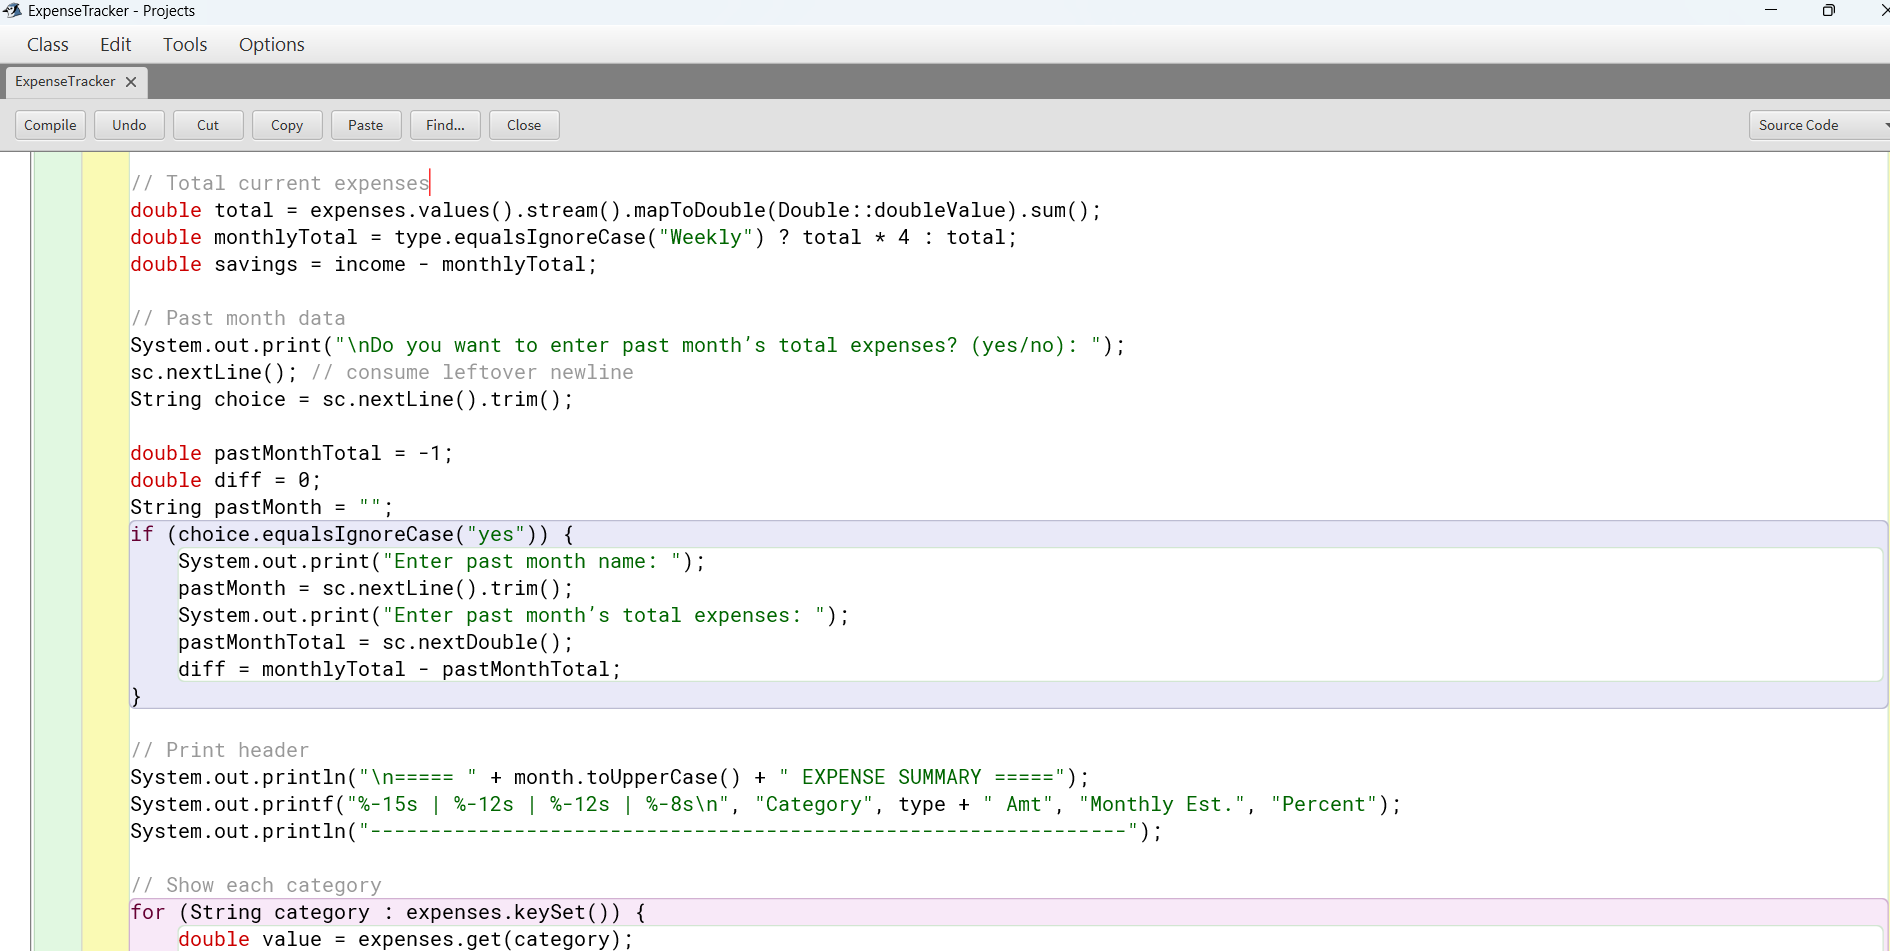 ExpenseTracker - Projects
Class Edit Tools Options
ExpenseTracker
Compile Undo Cut Copy Paste Find... Close Source Code
// Total current expenses
double total = expenses.values().stream().mapToDouble(Double::doubleValue).sum();
double monthlyTotal = type.equalsIgnoreCase("Weekly") ? total * 4 : total;
double savings = income - monthlyTotal;
// Past month data
System.out.print("\nDo you want to enter past month’s total expenses? (yes/no): ");
sc.nextLine(); // consume leftover newline
String choice = sc.nextLine().trim();
double pastMonthTotal = -1;
double diff = 0;
String pastMonth = "";
if (choice.equalsIgnoreCase("yes")) {
System.out.print("Enter past month name: ");
pastMonth = sc.nextLine().trim();
System.out.print("Enter past month’s total expenses: ");
pastMonthTotal = sc.nextDouble();
diff = monthlyTotal - pastMonthTotal;
}
// Print header
System.out.println("\n===== " + month.toUpperCase() + " EXPENSE SUMMARY =====");
System.out.printf("%-15s | %-12s | %-12s | %-8s\n", "Category", type + " Amt", "Monthly Est.", "Percent");
System.out.println("---------------------------------------------------------------");
// Show each category
for (String category : expenses.keySet()) {
double value = expenses.get(category);